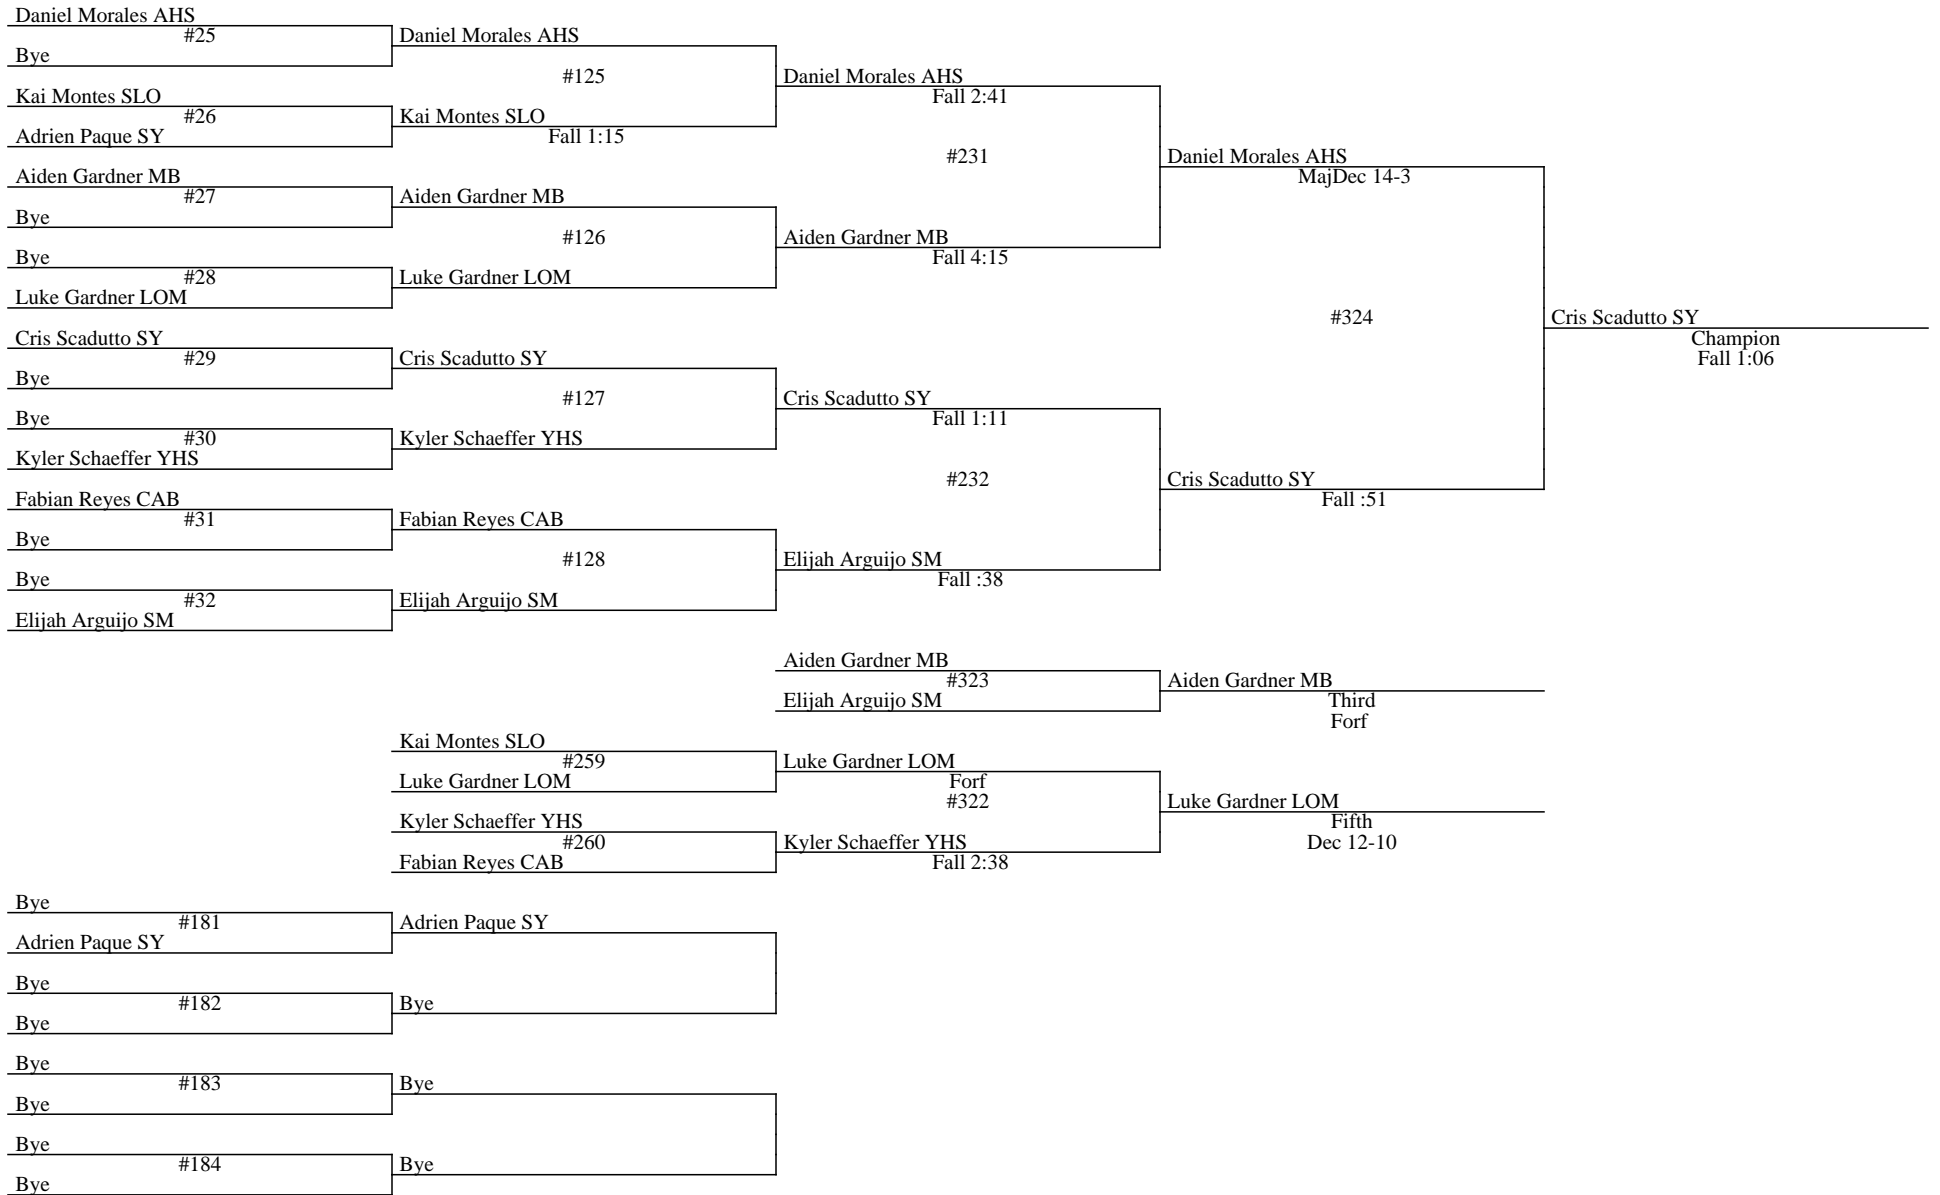 Daniel Morales AHS
#25
Bye
Daniel Morales AHS
#125
Kai Montes SLO
#26
Adrien Paque SY
Kai Montes SLO
Fall 1:15
Daniel Morales AHS
Fall 2:41
#231
Aiden Gardner MB
#27
Bye
Aiden Gardner MB
#126
Bye
#28
Luke Gardner LOM
Luke Gardner LOM
Aiden Gardner MB
Fall 4:15
Daniel Morales AHS
MajDec 14-3
#324
Cris Scadutto SY
#29
Bye
Cris Scadutto SY
#127
Bye
#30
Kyler Schaeffer YHS
Kyler Schaeffer YHS
Cris Scadutto SY
Fall 1:11
#232
Fabian Reyes CAB
#31
Bye
Fabian Reyes CAB
#128
Bye
#32
Elijah Arguijo SM
Elijah Arguijo SM
Elijah Arguijo SM
Fall :38
Cris Scadutto SY
Fall :51
Cris Scadutto SY
Champion
Fall 1:06
Aiden Gardner MB
#323
Elijah Arguijo SM
Aiden Gardner MB
Third
Forf
Kai Montes SLO
#259
Luke Gardner LOM
Luke Gardner LOM
Forf
#322
Kyler Schaeffer YHS
#260
Fabian Reyes CAB
Kyler Schaeffer YHS
Fall 2:38
Luke Gardner LOM
Fifth
Dec 12-10
Bye
#181
Adrien Paque SY
Adrien Paque SY
Bye
#182
Bye
Bye
Bye
#183
Bye
Bye
Bye
#184
Bye
Bye